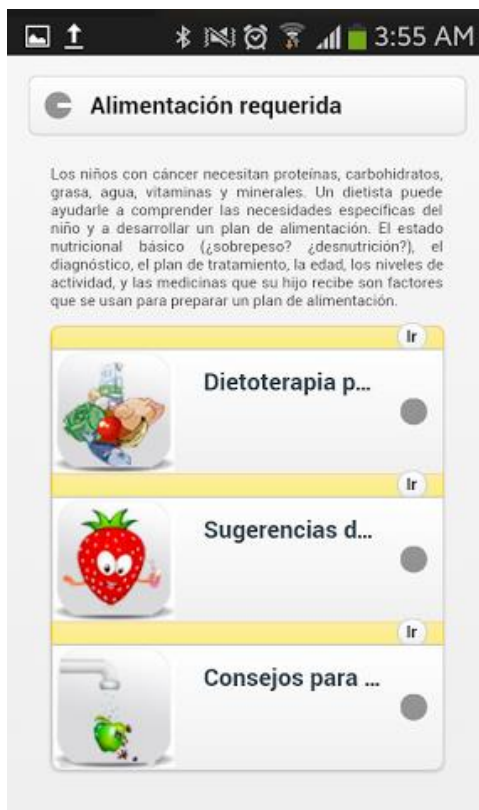 3:55 AM
Alimentación requerida
Los niños con cáncer necesitan proteínas, carbohidratos,
grasa, agua, vitaminas y minerales. Un dietista puede
ayudarle a comprender las necesidades específicas del
niño y a desarrollar un plan de alimentación. El estado
nutricional básico (¿sobrepeso? ¿desnutrición?), el
diagnóstico, el plan de tratamiento, la edad, los niveles de
actividad, y las medicinas que su hijo recibe son factores
que se usan para preparar un plan de alimentación.
Ir
Dietoterapia p...
Ir
Sugerencias d...
Ir
Consejos para ...